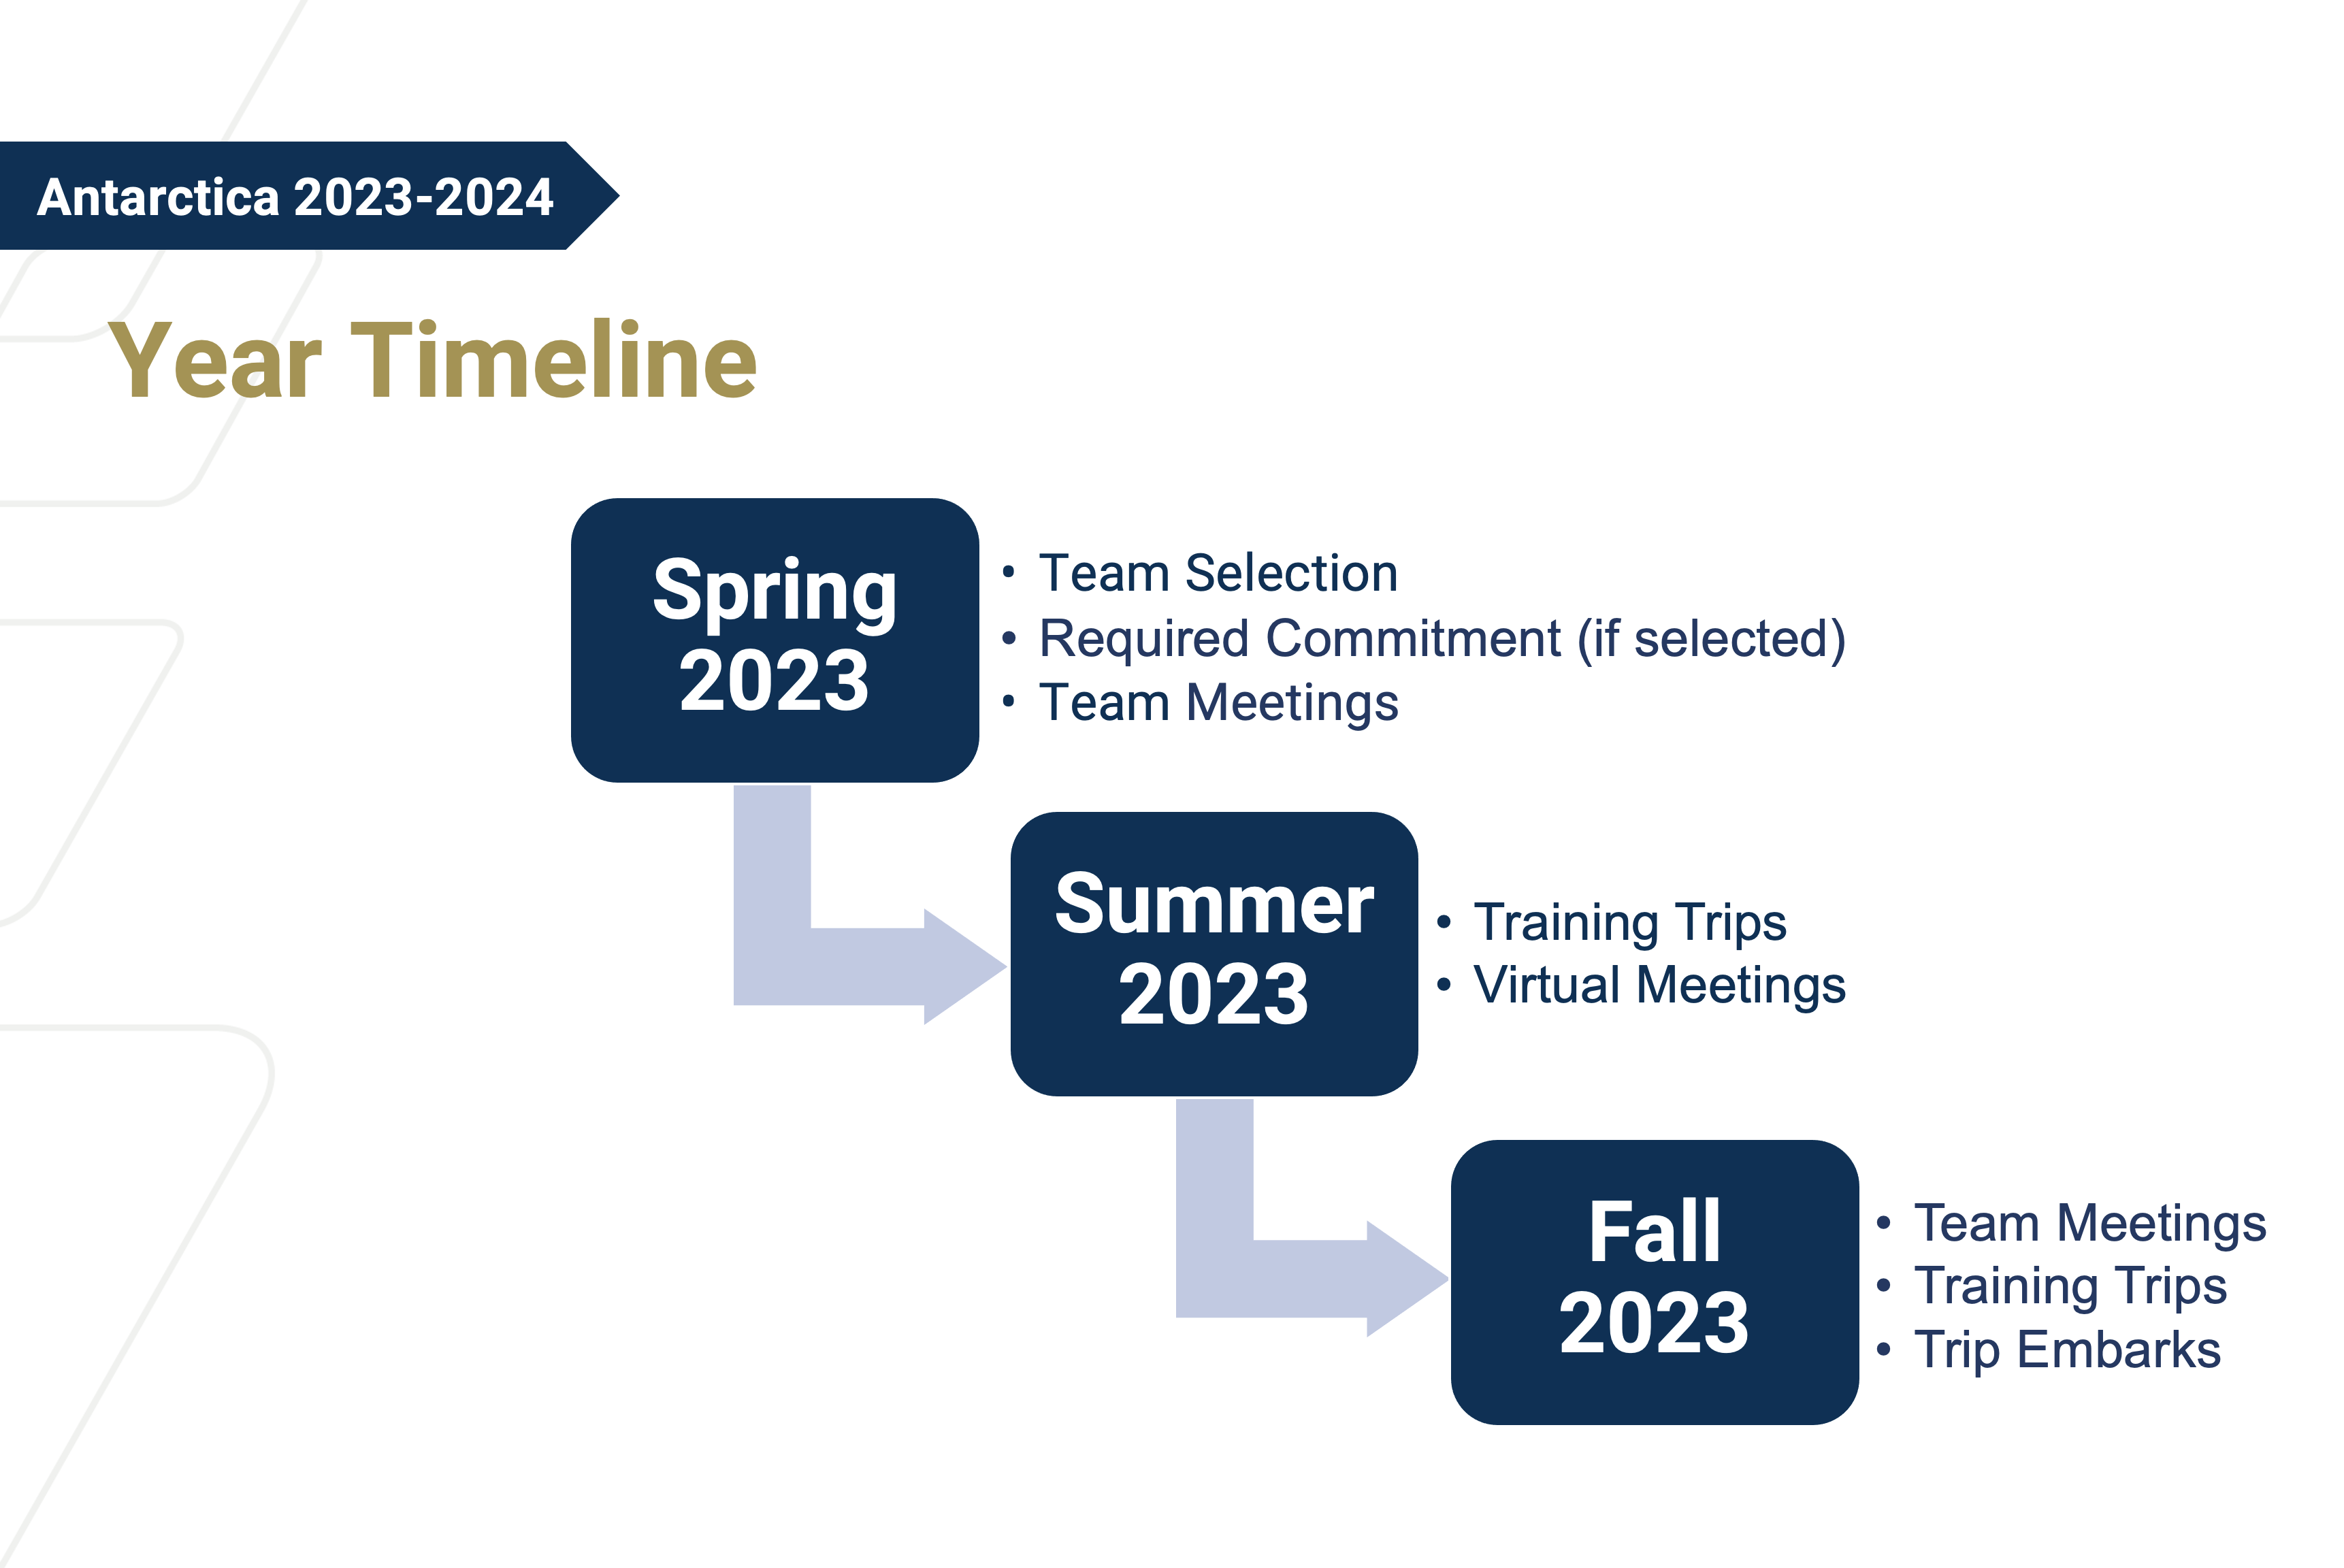 Antarctica 2023-2024
Year Timeline
Spring
2023
• Team Selection
• Required Commitment (if selected)
• Team Meetings
Summer
2023
• Training Trips
• Virtual Meetings
Fall
2023
• Team Meetings
• Training Trips
• Trip Embarks